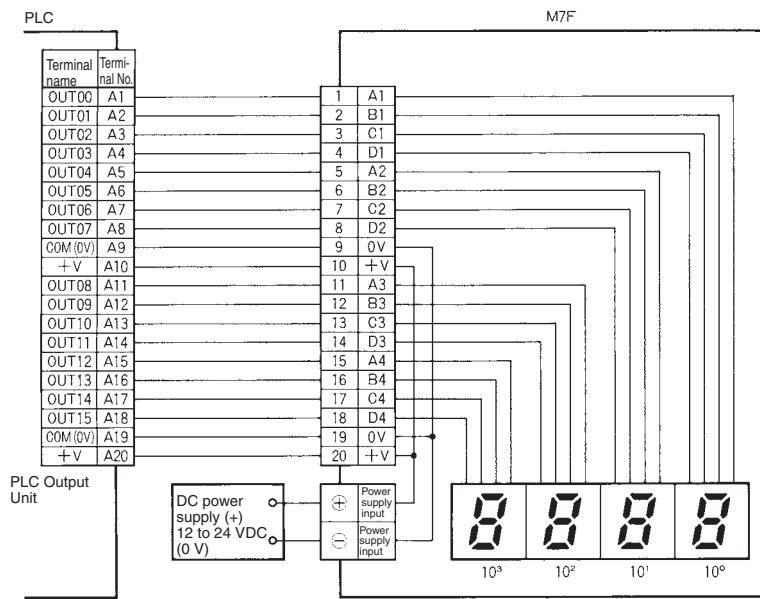 PLC
M7F
Terminal name Termi-nal No.
OUT00 A1 1 A1
OUT01 A2 2 B1
OUT02 A3 3 C1
OUT03 A4 4 D1
OUT04 A5 5 A2
OUT05 A6 6 B2
OUT06 A7 7 C2
OUT07 A8 8 D2
COM(0V) A9 9 0V
+V A10 10 +V
OUT08 A11 11 A3
OUT09 A12 12 B3
OUT10 A13 13 C3
OUT11 A14 14 D3
OUT12 A15 15 A4
OUT13 A16 16 B4
OUT14 A17 17 C4
OUT15 A18 18 D4
COM(0V) A19 19 0V
+V A20 20 +V
PLC Output
Unit
DC power
supply (+)
12 to 24 VDC
(0 V)
⊕ Power
supply
input
⊖ Power
supply
input
8 8 8 8
10³ 10² 10¹ 10⁰